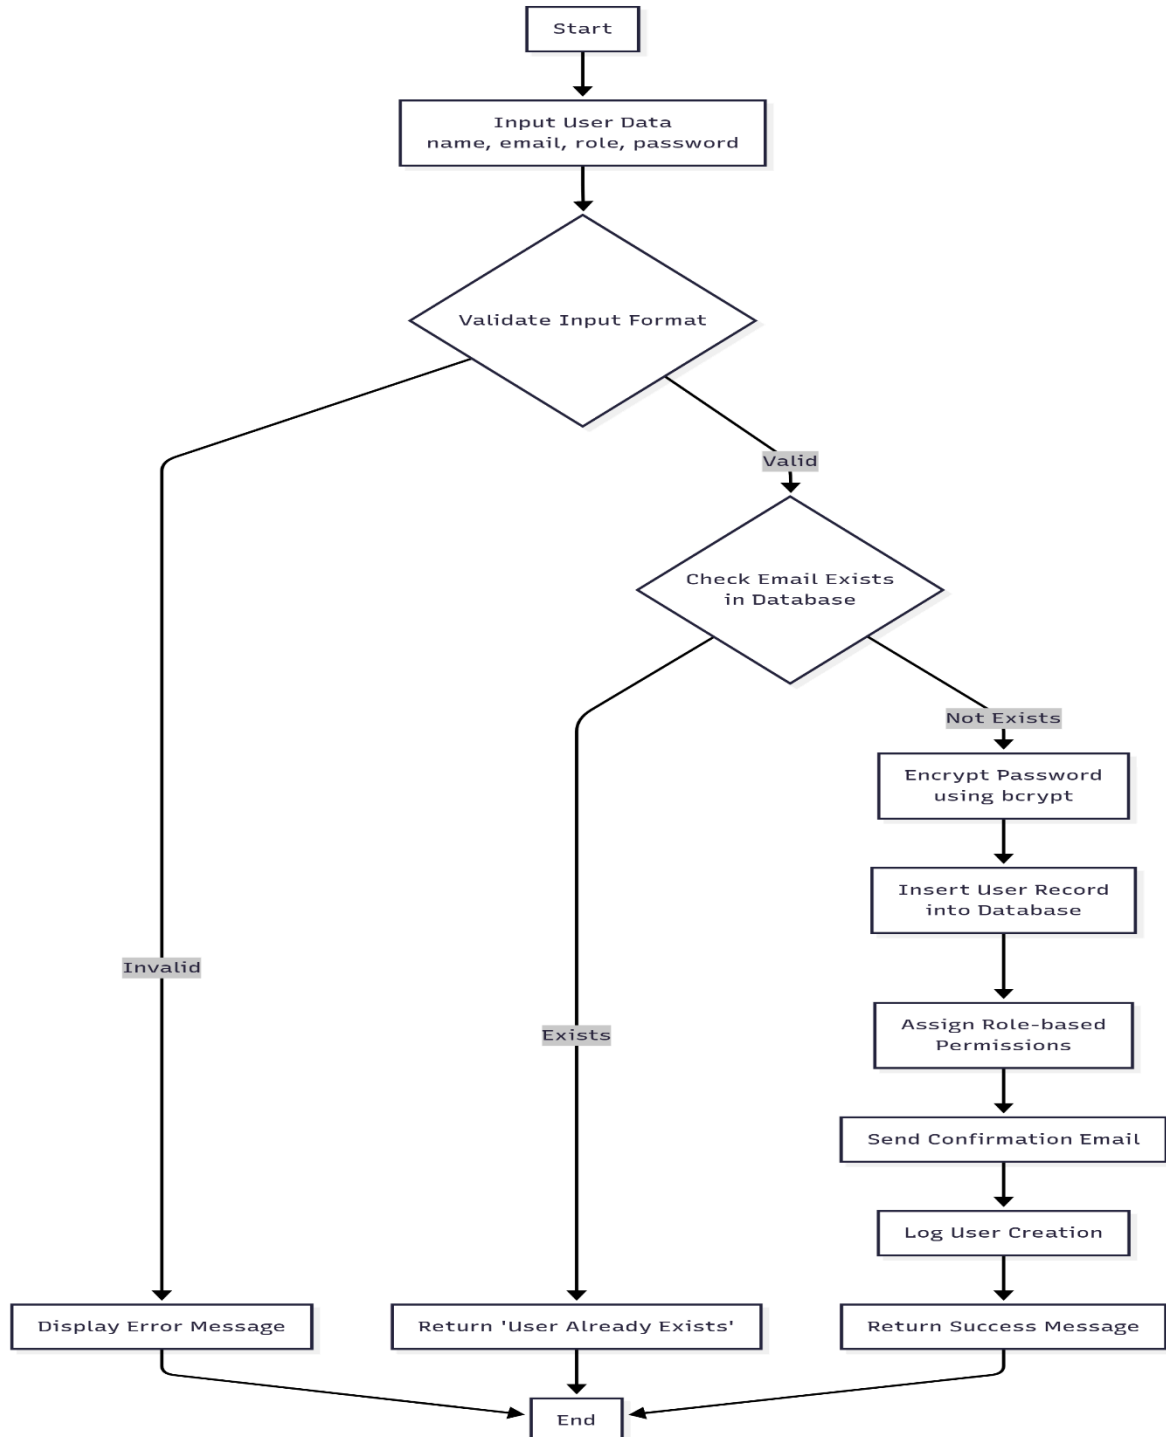 Start
Input User Data
name, email, role, password
Validate Input Format
Valid
Check Email Exists
in Database
Not Exists
Encrypt Password
using bcrypt
Insert User Record
into Database
Invalid
Exists
Assign Role-based
Permissions
Send Confirmation Email
Log User Creation
Display Error Message
Return 'User Already Exists'
Return Success Message
End